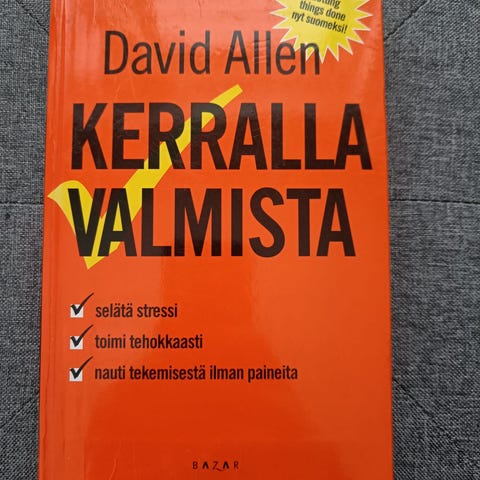 things done
nyt suomeksi!
David Allen
KERRALLA
VALMISTA
selätä stressi
toimi tehokkaasti
nauti tekemisestä ilman paineita
BAZAR